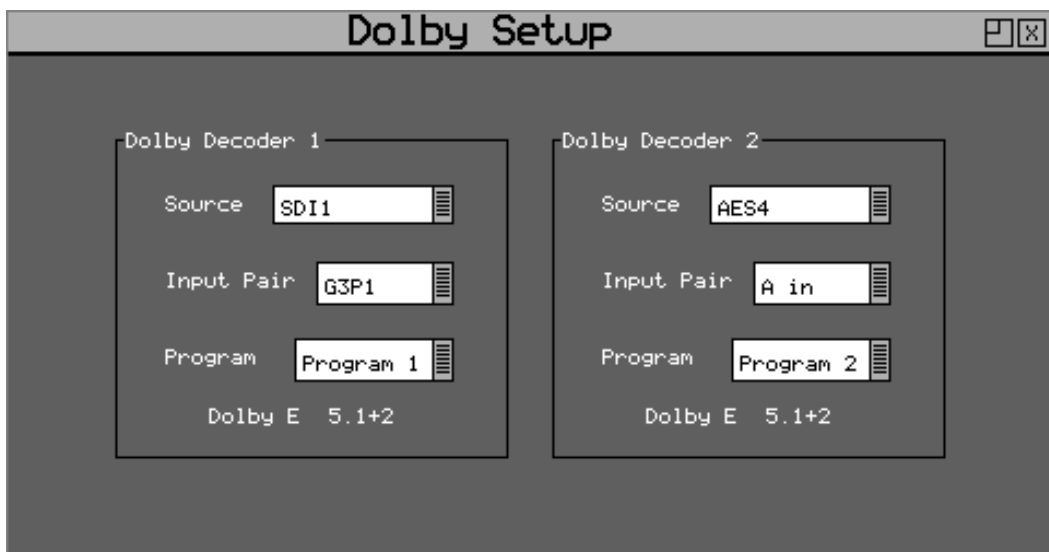 Dolby Setup
X
Dolby Decoder 1
Source SDI1
Input Pair G3P1
Program Program 1
Dolby E 5.1+2
Dolby Decoder 2
Source AES4
Input Pair A in
Program Program 2
Dolby E 5.1+2